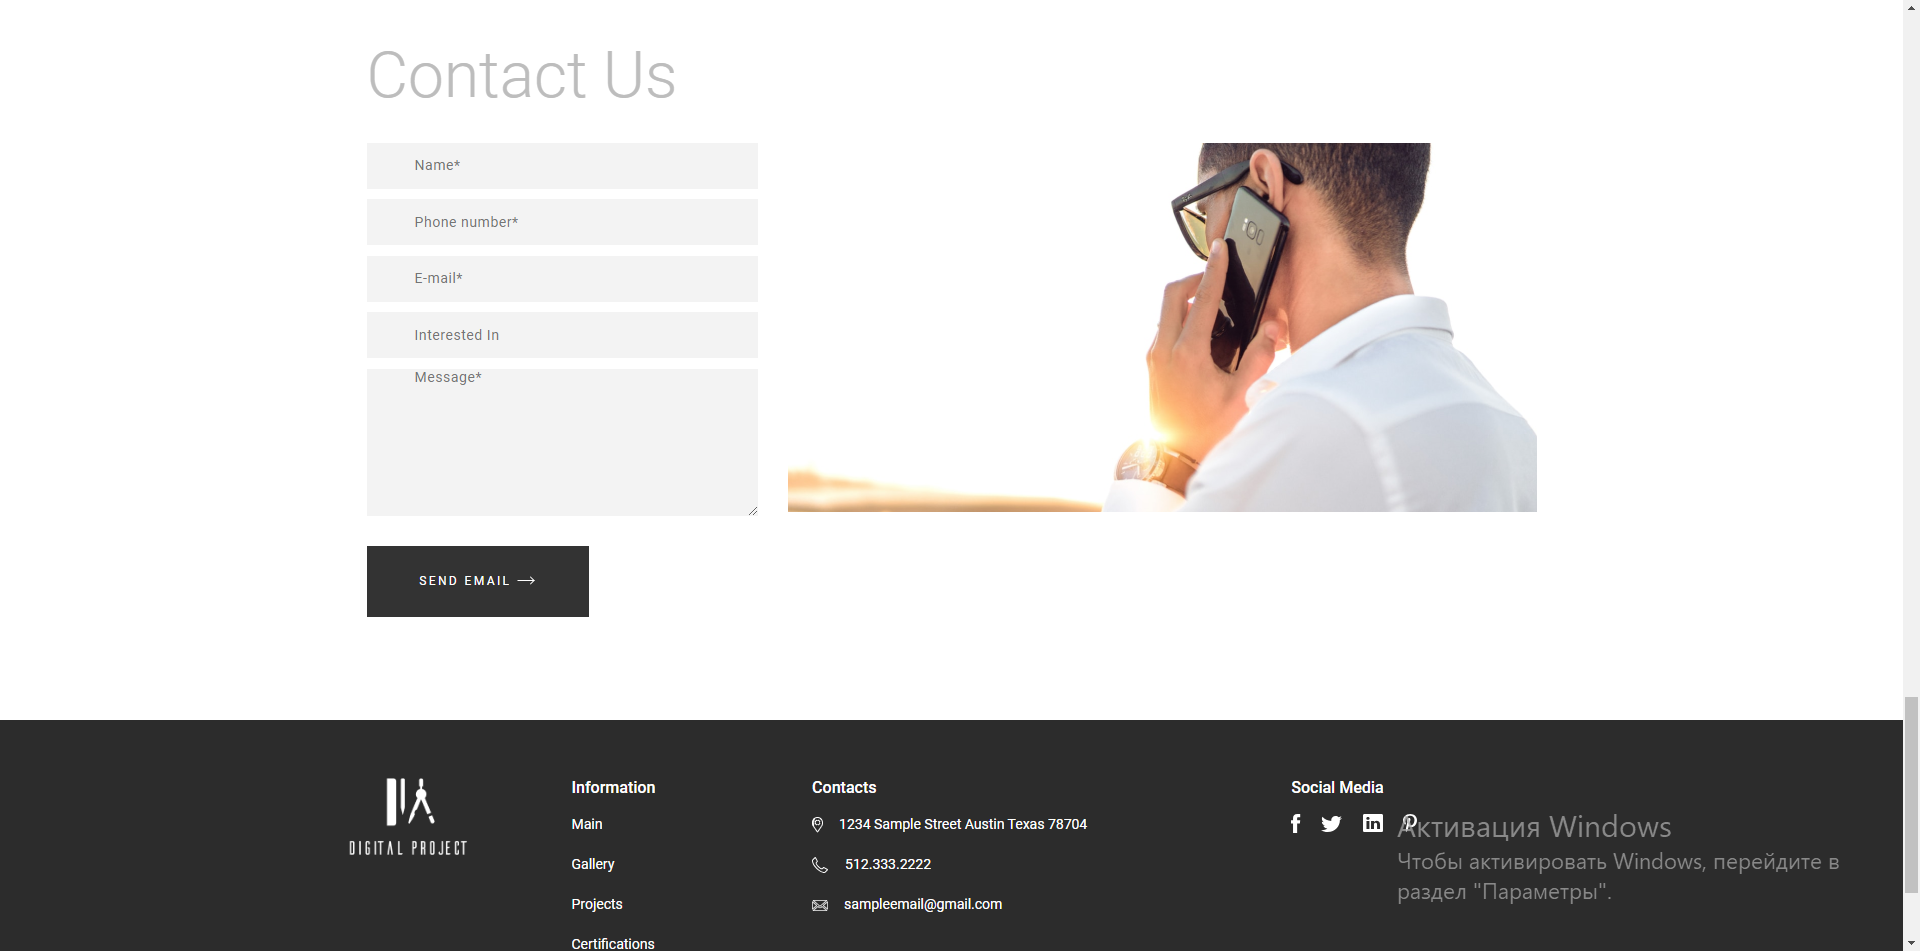 Contact Us
Name*
Phone number*
E-mail*
Interested In
Message*
SEND EMAIL
DIGITAL PROJECT
Information
Main
Gallery
Projects
Certifications
Contacts
1234 Sample Street Austin Texas 78704
512.333.2222
sampleemail@gmail.com
Social Media
Активация Windows
Чтобы активировать Windows, перейдите в
раздел "Параметры".